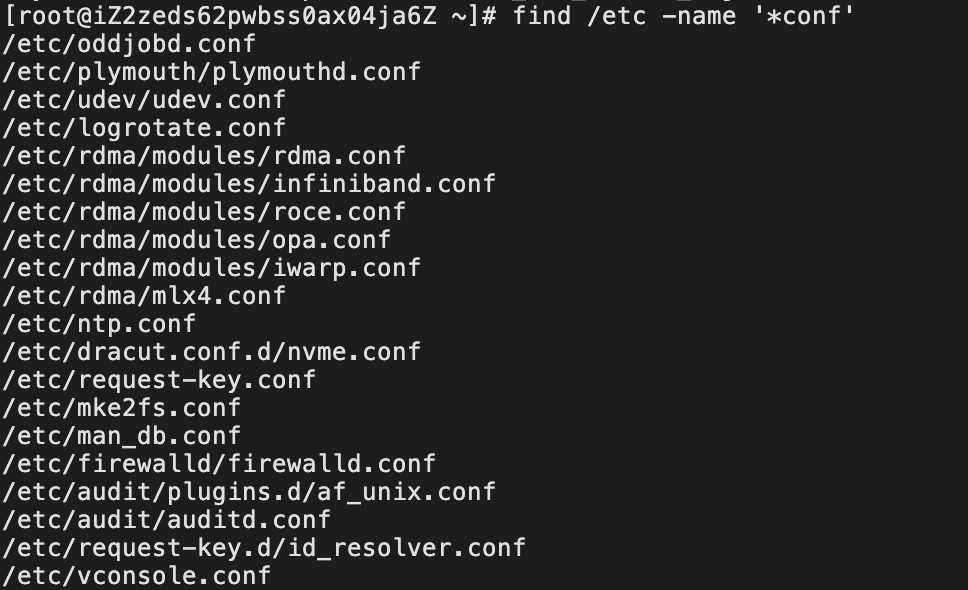 [root@iZ2zeds62pwbss0ax04ja6Z ~]# find /etc -name '*conf'
/etc/oddjobd.conf
/etc/plymouth/plymouthd.conf
/etc/udev/udev.conf
/etc/logrotate.conf
/etc/rdma/modules/rdma.conf
/etc/rdma/modules/infiniband.conf
/etc/rdma/modules/roce.conf
/etc/rdma/modules/opa.conf
/etc/rdma/modules/iwarp.conf
/etc/rdma/mlx4.conf
/etc/ntp.conf
/etc/dracut.conf.d/nvme.conf
/etc/request-key.conf
/etc/mke2fs.conf
/etc/man_db.conf
/etc/firewalld/firewalld.conf
/etc/audit/plugins.d/af_unix.conf
/etc/audit/auditd.conf
/etc/request-key.d/id_resolver.conf
/etc/vconsole.conf